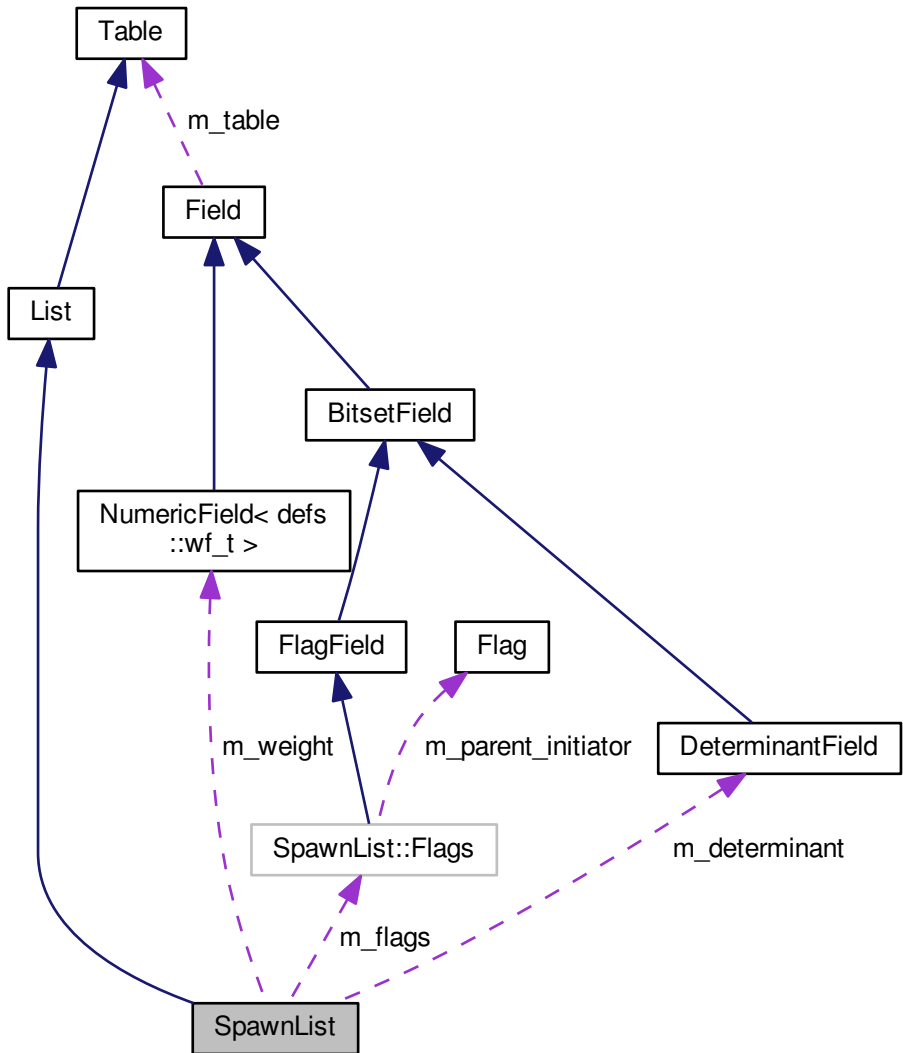 Table
m_table
Field
List
BitsetField
NumericField< defs
::wf_t >
FlagField
Flag
m_weight
m_parent_initiator
DeterminantField
SpawnList::Flags
m_determinant
m_flags
SpawnList